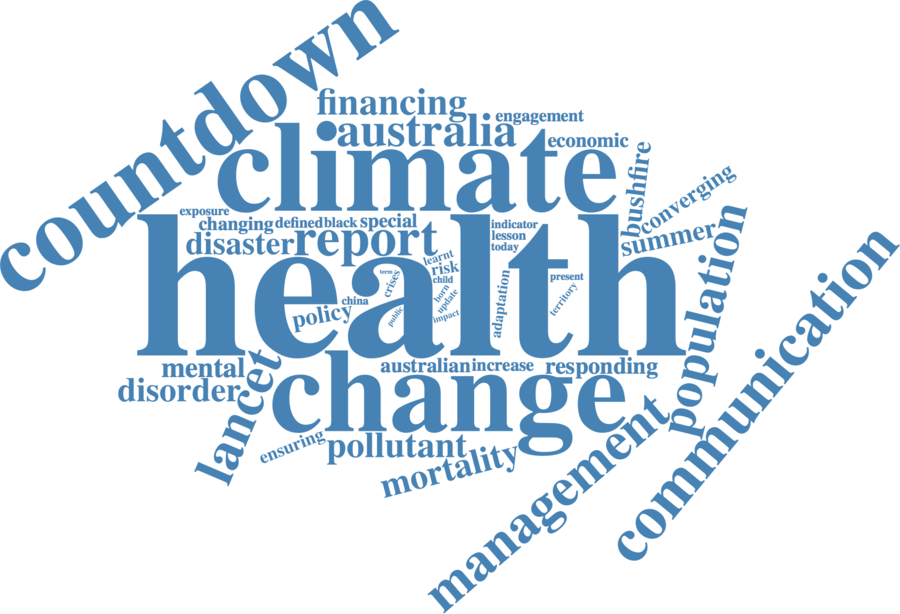 countdown
financing
engagement
australia
economic
climate
bushfire
converging
exposure
changing
defined
black
special
indicator
lesson
today
summer
disaster
report
health
learnt
risk
child
term
crises
born
update
impact
public
china
policy
adaptation
present
territory
population
communication
mental
disorder
lancet
australian
increase
responding
change
ensuring
pollutant
mortality
management